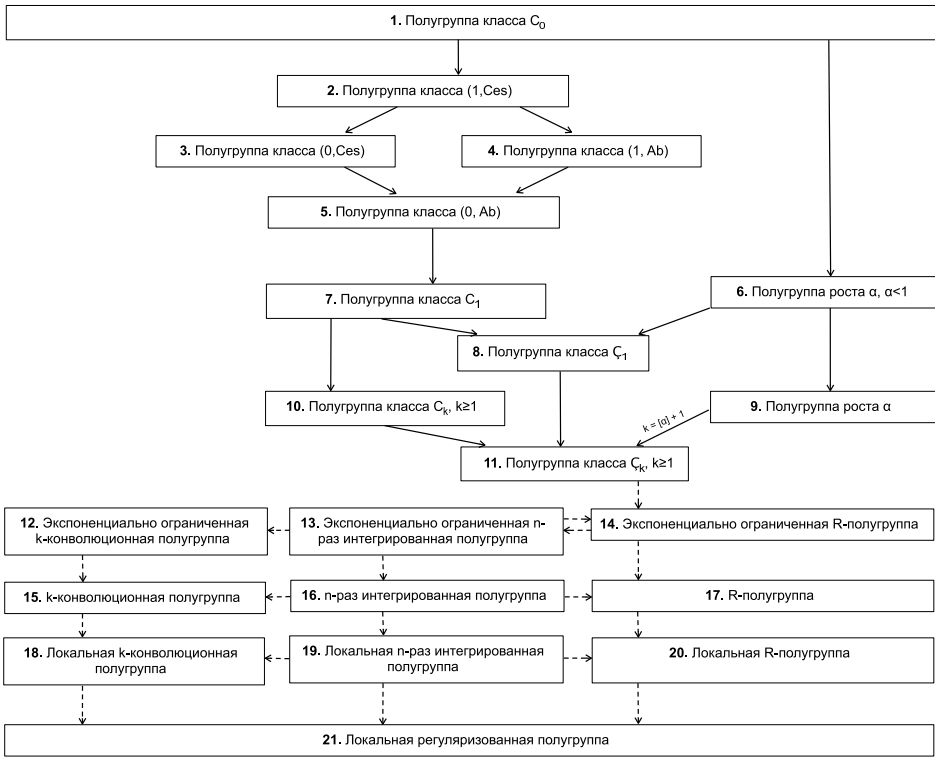 1. Полугруппа класса C₀
2. Полугруппа класса (1,Ces)
3. Полугруппа класса (0,Ces)
4. Полугруппа класса (1, Ab)
5. Полугруппа класса (0, Ab)
6. Полугруппа роста α, α<1
7. Полугруппа класса C₁
8. Полугруппа класса Ҫ₁
10. Полугруппа класса Cₖ, k≥1
k = [α] + 1
9. Полугруппа роста α
11. Полугруппа класса Ҫₖ, k≥1
12. Экспоненциально ограниченная
k-конволюционная полугруппа
13. Экспоненциально ограниченная n-
раз интегрированная полугруппа
14. Экспоненциально ограниченная R-полугруппа
15. k-конволюционная полугруппа
16. n-раз интегрированная полугруппа
17. R-полугруппа
18. Локальная k-конволюционная
полугруппа
19. Локальная n-раз интегрированная
полугруппа
20. Локальная R-полугруппа
21. Локальная регуляризованная полугруппа